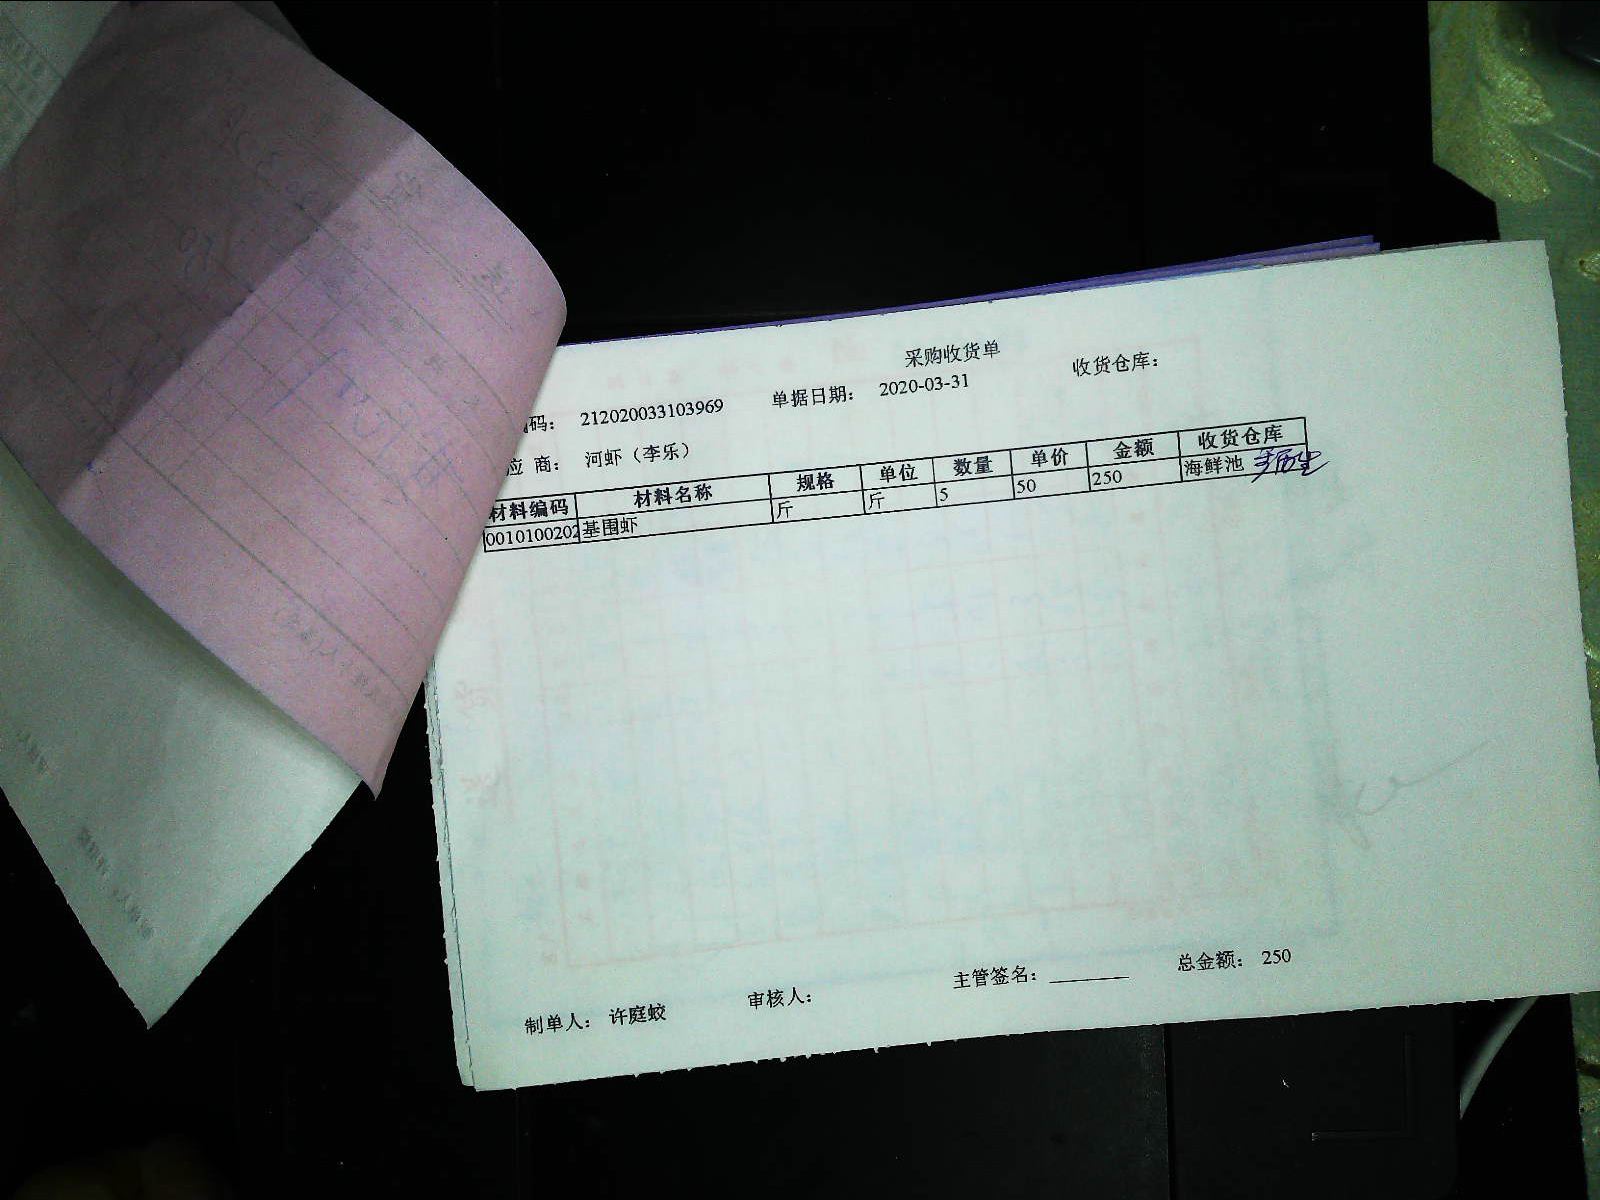 采购收货单
码: 212020033103969 单据日期: 2020-03-31 收货仓库:
应 商: 河虾（李乐）
材料编码 材料名称 规格 单位 数量 单价 金额 收货仓库
0010100202 基围虾 斤 斤 5 50 250 海鲜池
制单人: 许庭蛟 审核人: 主管签名: 总金额: 250